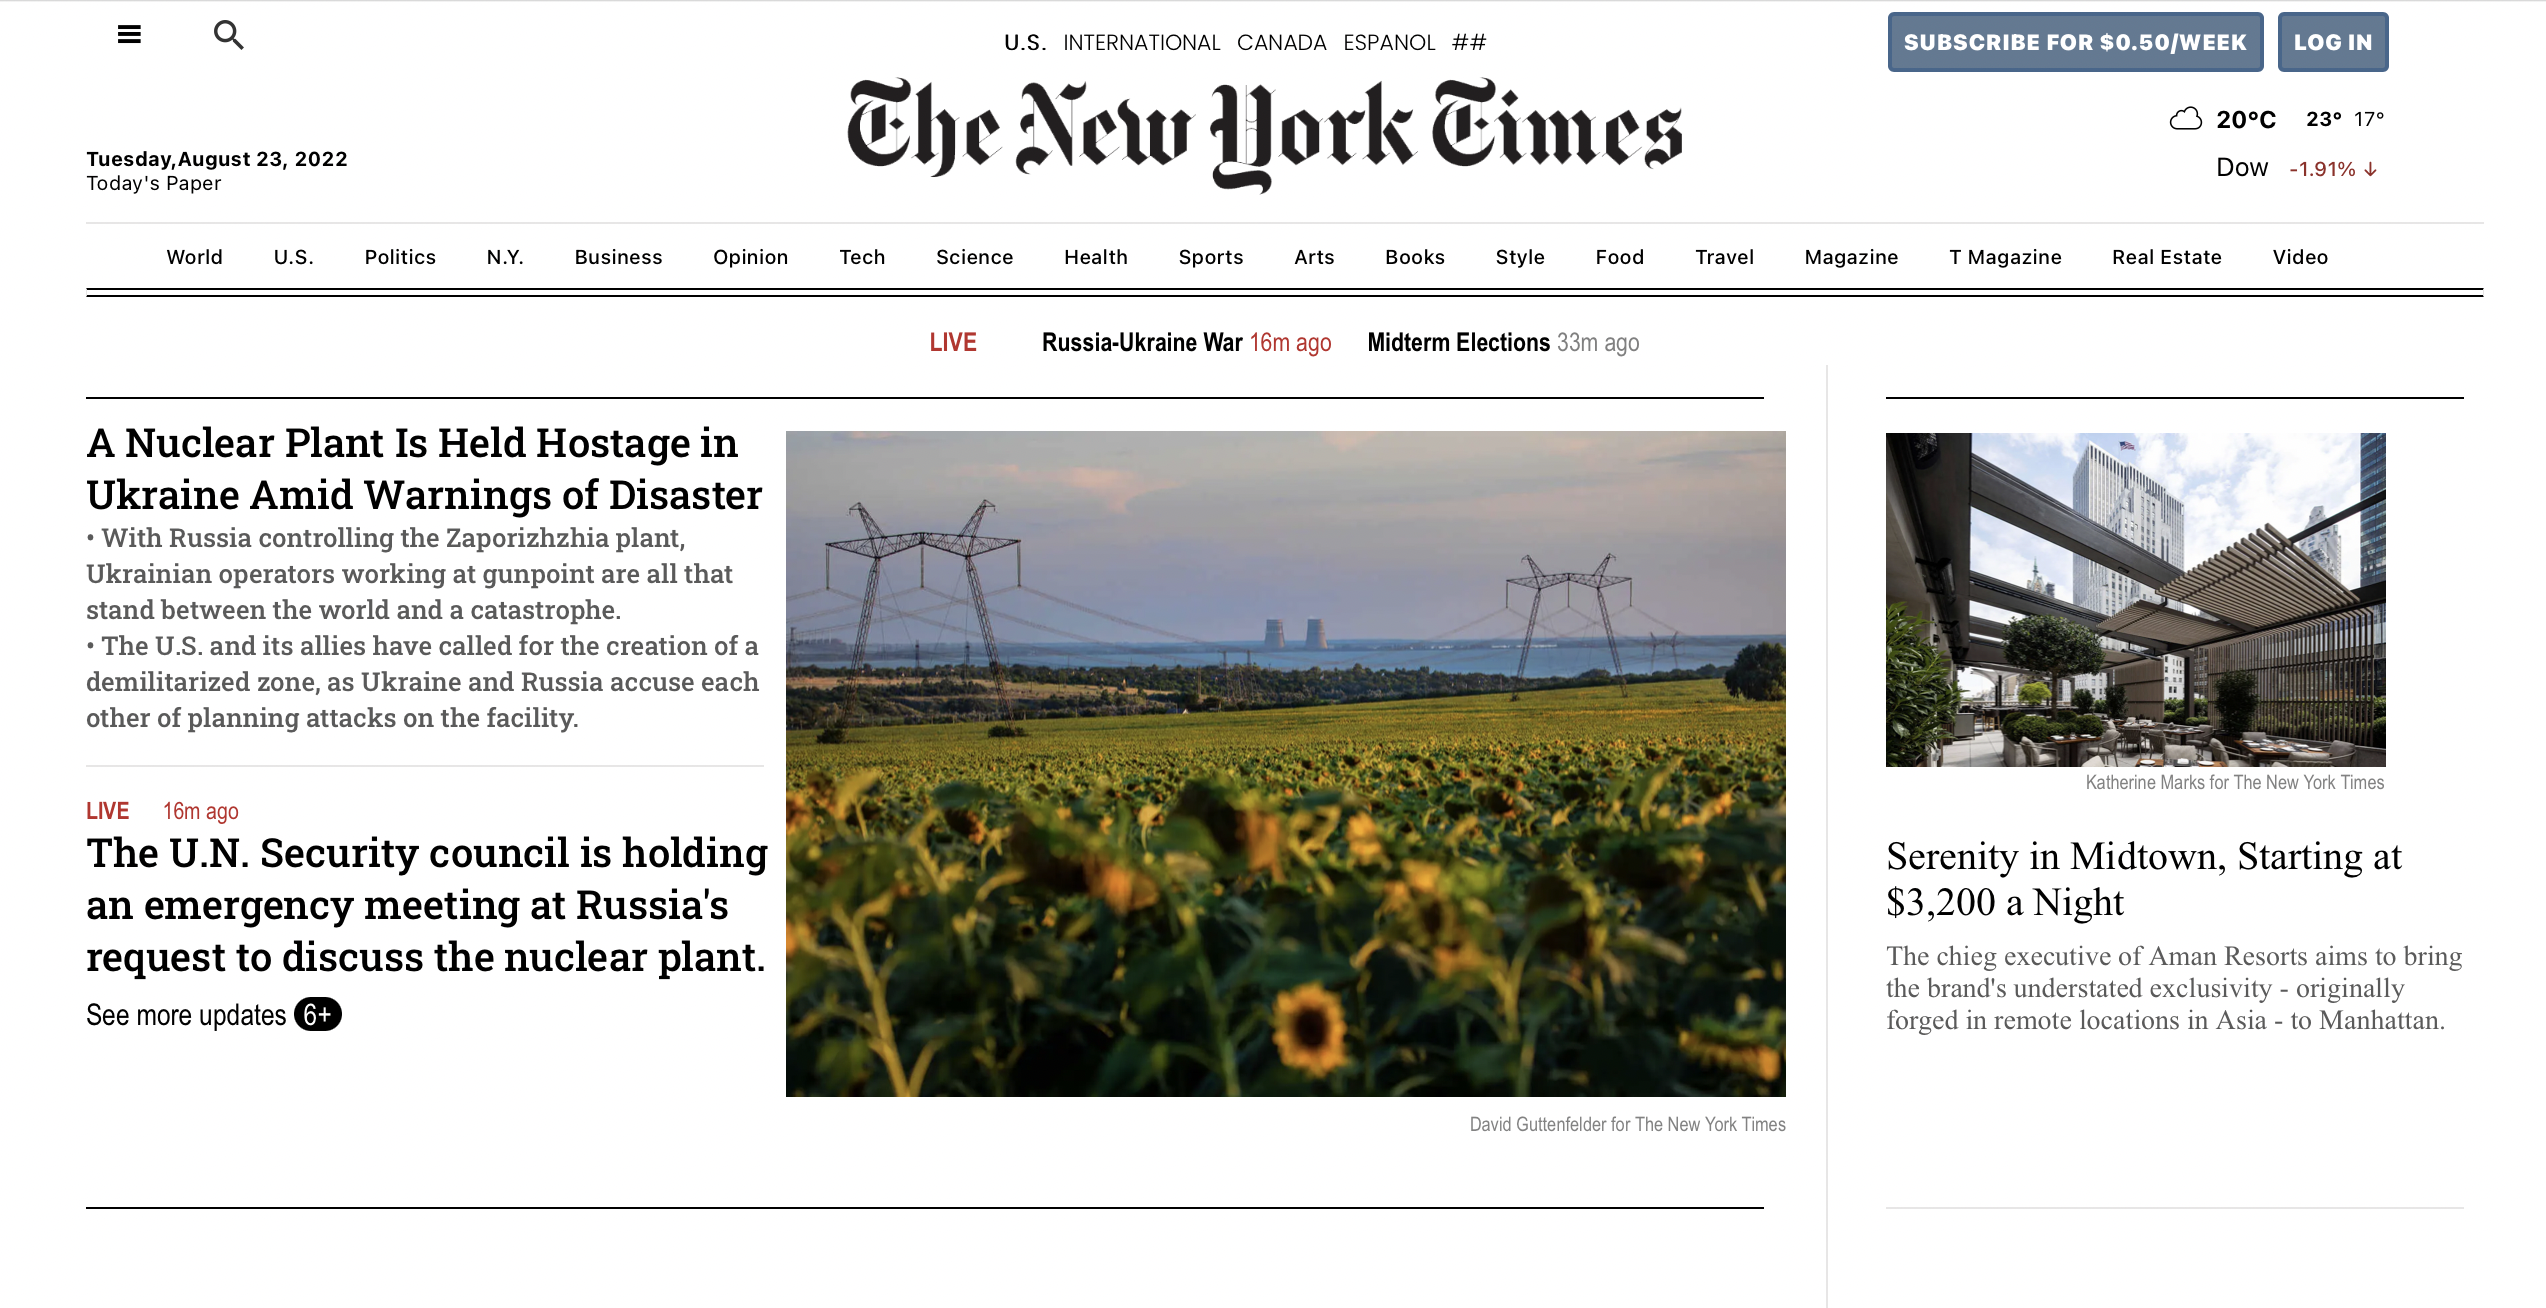 U.S. INTERNATIONAL CANADA ESPANOL ##
SUBSCRIBE FOR $0.50/WEEK
LOG IN
The New York Times
20°C 23° 17°
Dow -1.91% ↓
Tuesday,August 23, 2022
Today's Paper
World U.S. Politics N.Y. Business Opinion Tech Science Health Sports Arts Books Style Food Travel Magazine T Magazine Real Estate Video
LIVE Russia-Ukraine War 16m ago Midterm Elections 33m ago
A Nuclear Plant Is Held Hostage in
Ukraine Amid Warnings of Disaster
• With Russia controlling the Zaporizhzhia plant,
Ukrainian operators working at gunpoint are all that
stand between the world and a catastrophe.
• The U.S. and its allies have called for the creation of a
demilitarized zone, as Ukraine and Russia accuse each
other of planning attacks on the facility.
LIVE 16m ago
The U.N. Security council is holding
an emergency meeting at Russia's
request to discuss the nuclear plant.
See more updates 6+
David Guttenfelder for The New York Times
Katherine Marks for The New York Times
Serenity in Midtown, Starting at
$3,200 a Night
The chieg executive of Aman Resorts aims to bring
the brand's understated exclusivity - originally
forged in remote locations in Asia - to Manhattan.